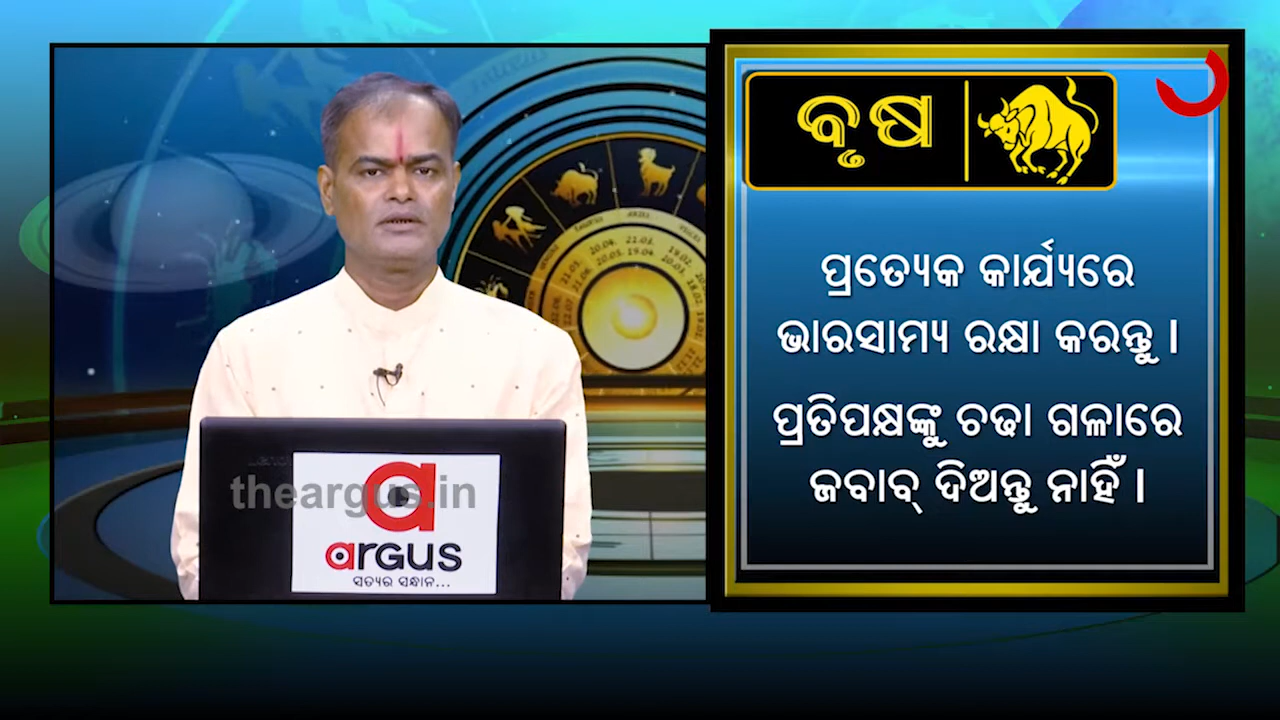 ବୃଷ
ପ୍ରତ୍ୟେକ କାର୍ଯ୍ୟରେ
ଭାରସାମ୍ୟ ରକ୍ଷା କରନ୍ତୁ ।
ପ୍ରତିପକ୍ଷଙ୍କୁ ଚଢା ଗଳାରେ
ଜବାବ୍ ଦିଅନ୍ତୁ ନାହିଁ ।
theargus.in
a
arGus
ସତ୍ୟର ସନ୍ଧାନ...